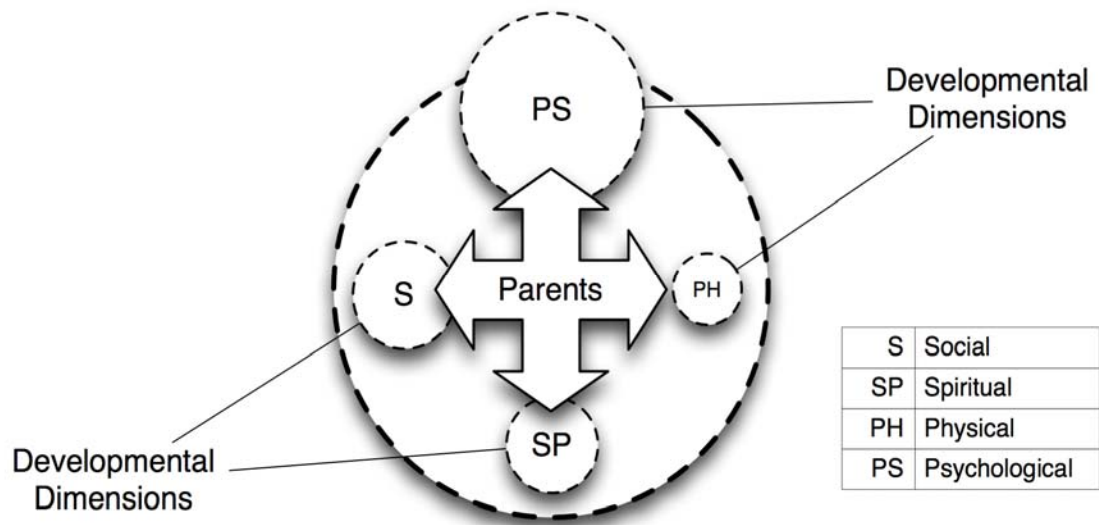 PS
Developmental
Dimensions
S
Parents
PH
SP
Developmental
Dimensions
S Social
SP Spiritual
PH Physical
PS Psychological